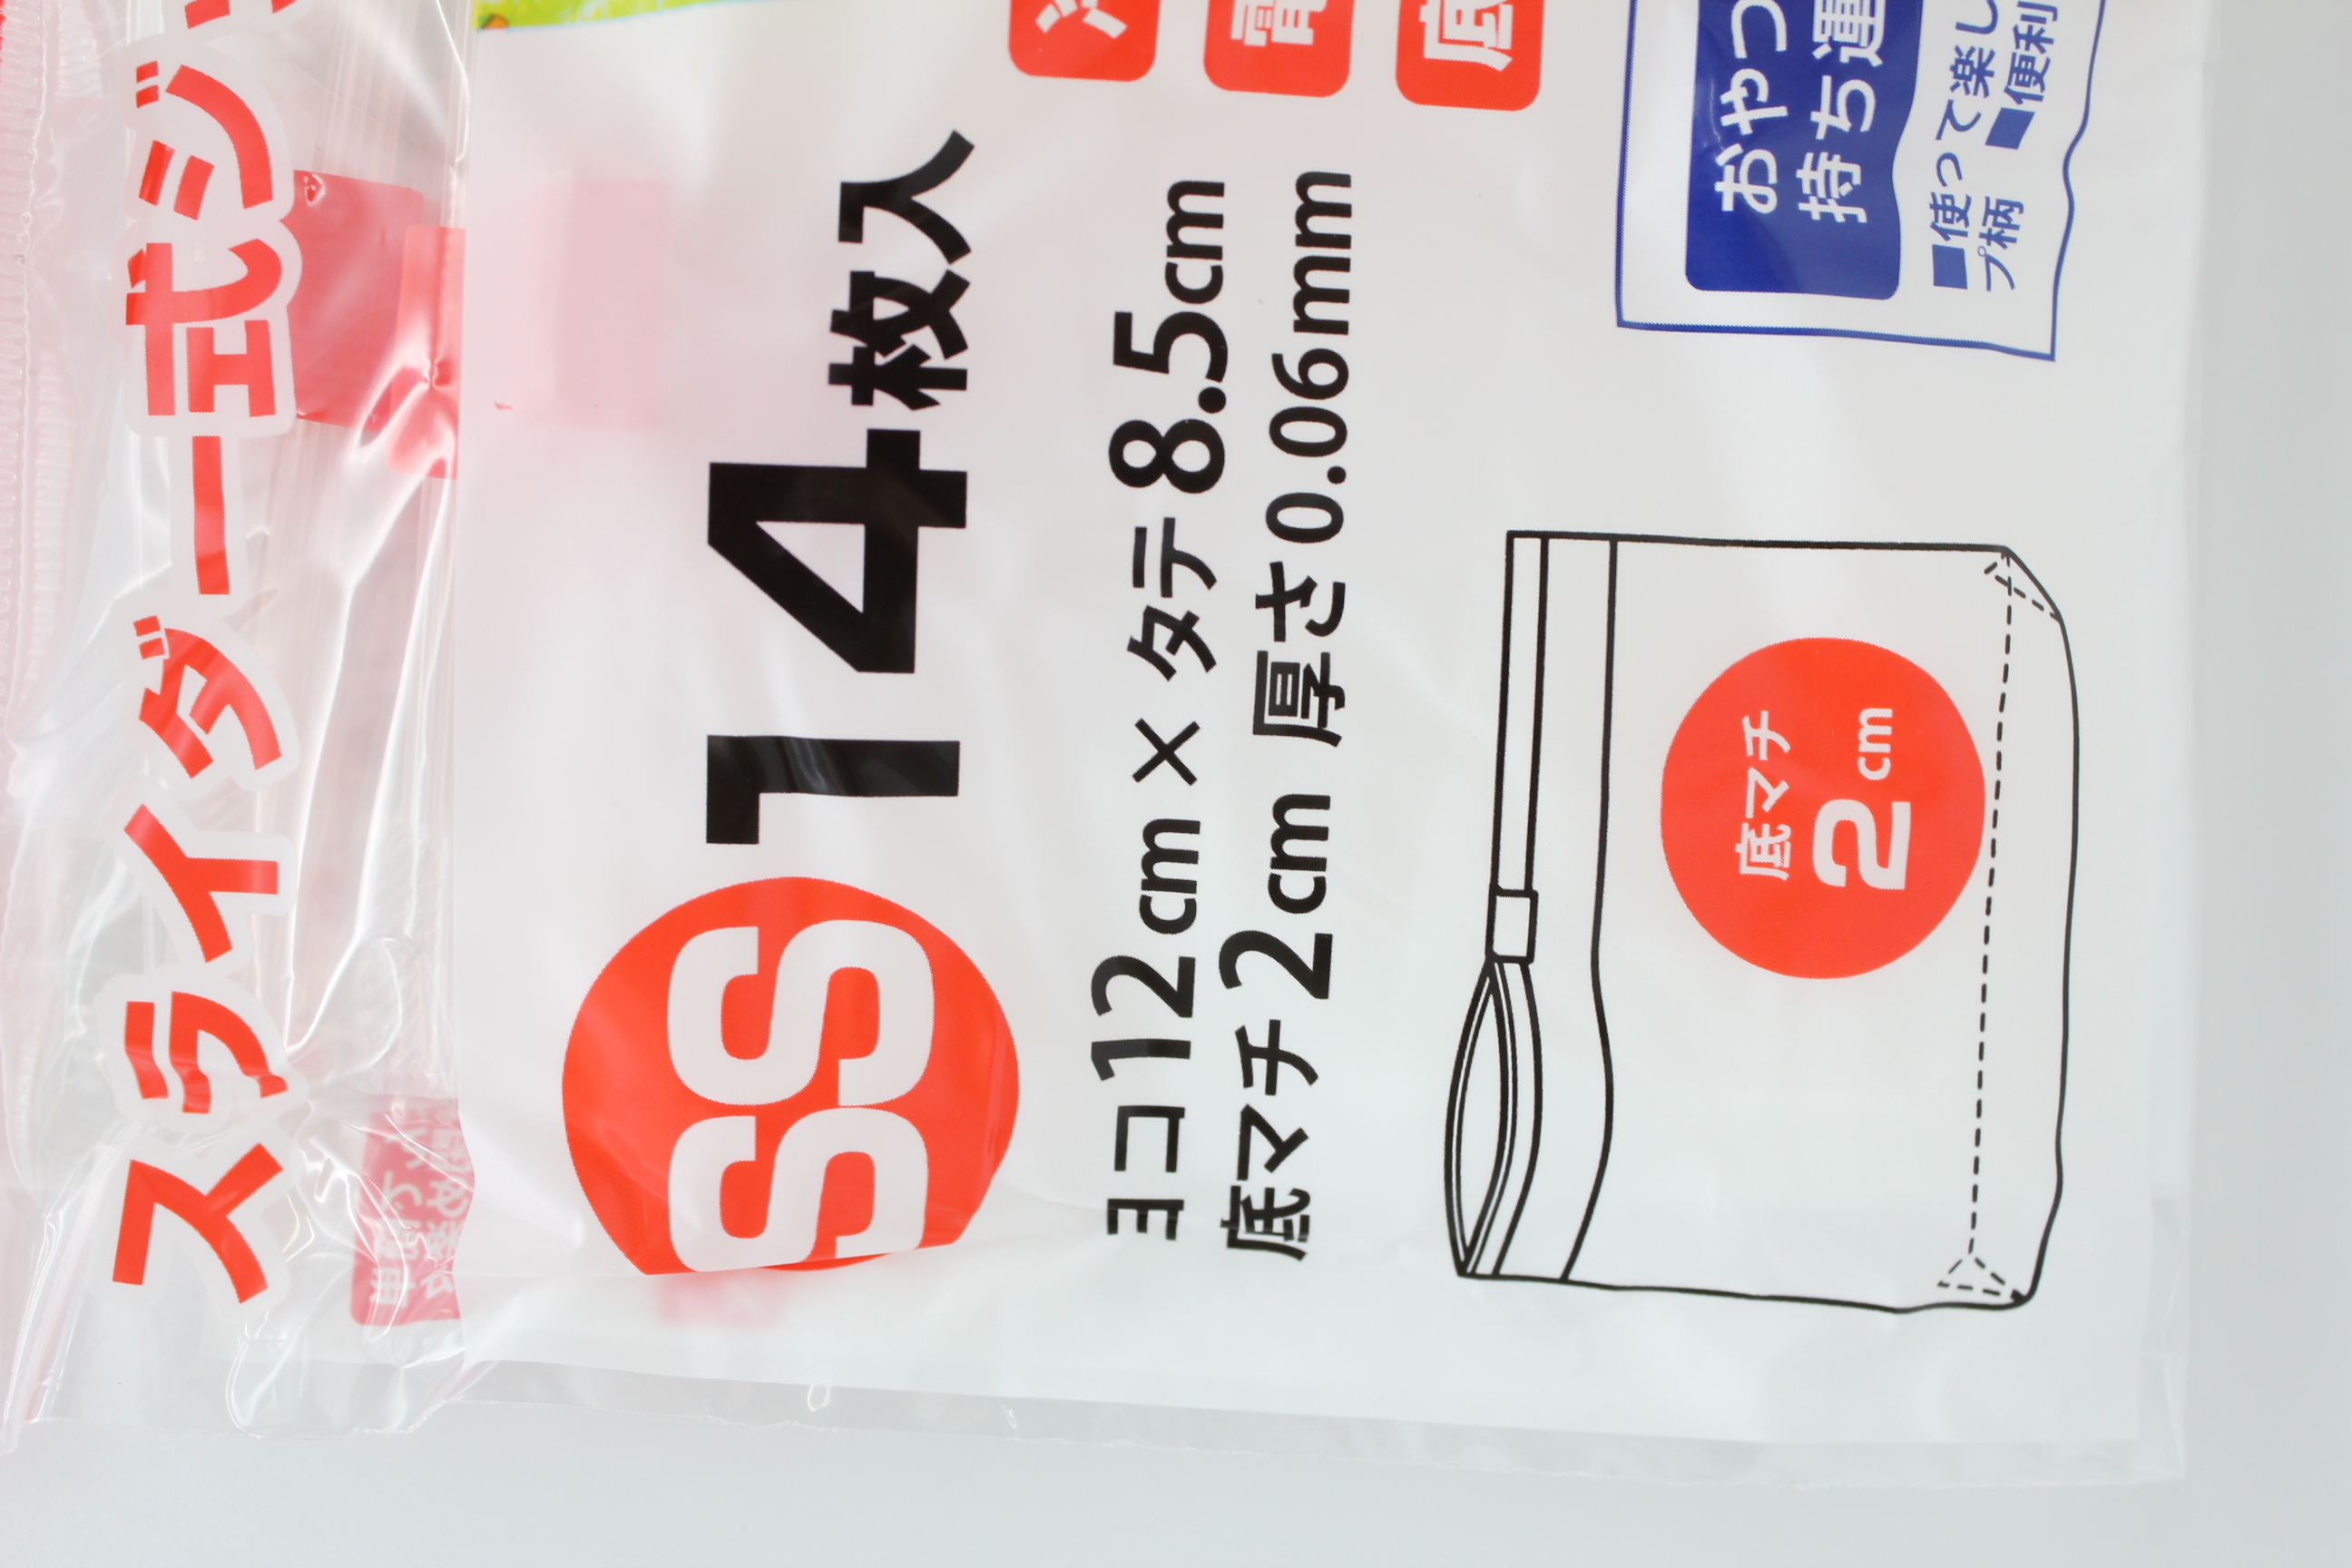 スライダー式ジ
SS 14枚入
ヨコ12cm×タテ8.5cm
底マチ2cm 厚さ0.06mm
底マチ
2cm
底
おやつ
持ち運
■使って楽し
プ柄
■便利